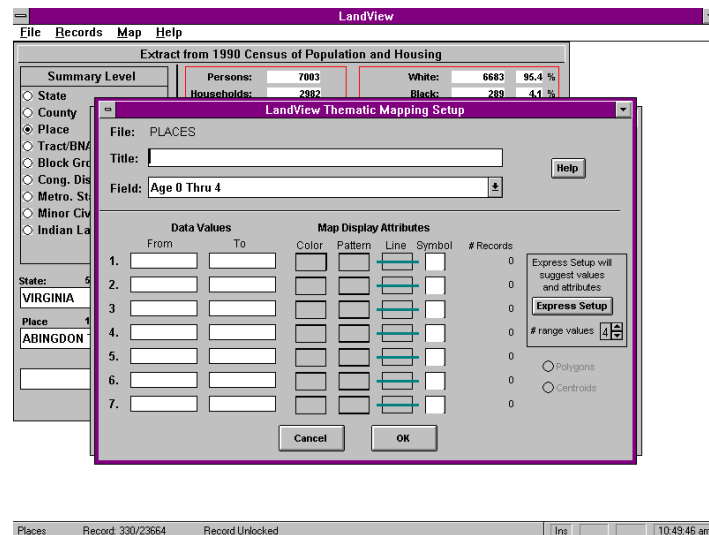 LandView
File Records Map Help
Extract from 1990 Census of Population and Housing
Summary Level
Persons: 7003 White: 6683 95.4 %
Households: 2982 Black: 289 4.1 %
State
County
Place
Tract/BNA
Block Gro
Cong. Dis
Metro. Sta
Minor Civ
Indian La
State: 5
VIRGINIA
Place 1
ABINGDON T
LandView Thematic Mapping Setup
File: PLACES
Title:
Help
Field: Age 0 Thru 4
Data Values Map Display Attributes
From To Color Pattern Line Symbol # Records
1. 0
2. 0
3 0
4. 0
5. 0
6. 0
7. 0
Express Setup will
suggest values
and attributes
Express Setup
# range values 4
Polygons
Centroids
Cancel OK
Places Record: 330/23664 Record Unlocked Ins 10:49:46 am